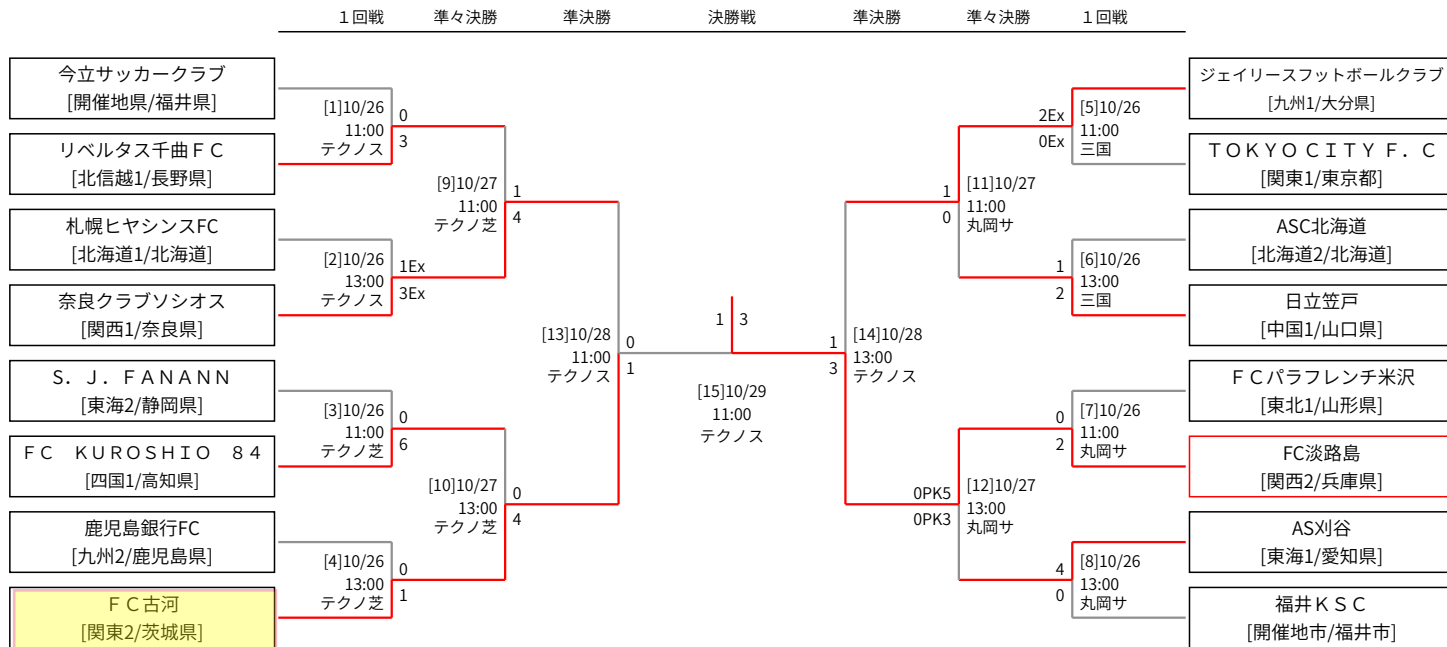 １回戦
準々決勝
準決勝
決勝戦
準決勝
準々決勝
１回戦
今立サッカークラブ
[開催地県/福井県]
リベルタス千曲ＦＣ
[北信越1/長野県]
札幌ヒヤシンスFC
[北海道1/北海道]
奈良クラブソシオス
[関西1/奈良県]
Ｓ．Ｊ．ＦＡＮＡＮＮ
[東海2/静岡県]
ＦＣ　ＫＵＲＯＳＨＩＯ　８４
[四国1/高知県]
鹿児島銀行FC
[九州2/鹿児島県]
ＦＣ古河
[関東2/茨城県]
[1]10/26
11:00
テクノス
0
3
[2]10/26
13:00
テクノス
1Ex
3Ex
[3]10/26
11:00
テクノ芝
0
6
[4]10/26
13:00
テクノ芝
0
1
[9]10/27
11:00
テクノ芝
1
4
[10]10/27
13:00
テクノ芝
0
4
[13]10/28
11:00
テクノス
0
1
1
3
[15]10/29
11:00
テクノス
1
3
[14]10/28
13:00
テクノス
1
0
[11]10/27
11:00
丸岡サ
0PK5
0PK3
[12]10/27
13:00
丸岡サ
2Ex
0Ex
[5]10/26
11:00
三国
1
2
[6]10/26
13:00
三国
0
2
[7]10/26
11:00
丸岡サ
4
0
[8]10/26
13:00
丸岡サ
ジェイリースフットボールクラブ
[九州1/大分県]
ＴＯＫＹＯ ＣＩＴＹ Ｆ．Ｃ
[関東1/東京都]
ASC北海道
[北海道2/北海道]
日立笠戸
[中国1/山口県]
ＦＣパラフレンチ米沢
[東北1/山形県]
FC淡路島
[関西2/兵庫県]
AS刈谷
[東海1/愛知県]
福井ＫＳＣ
[開催地市/福井市]